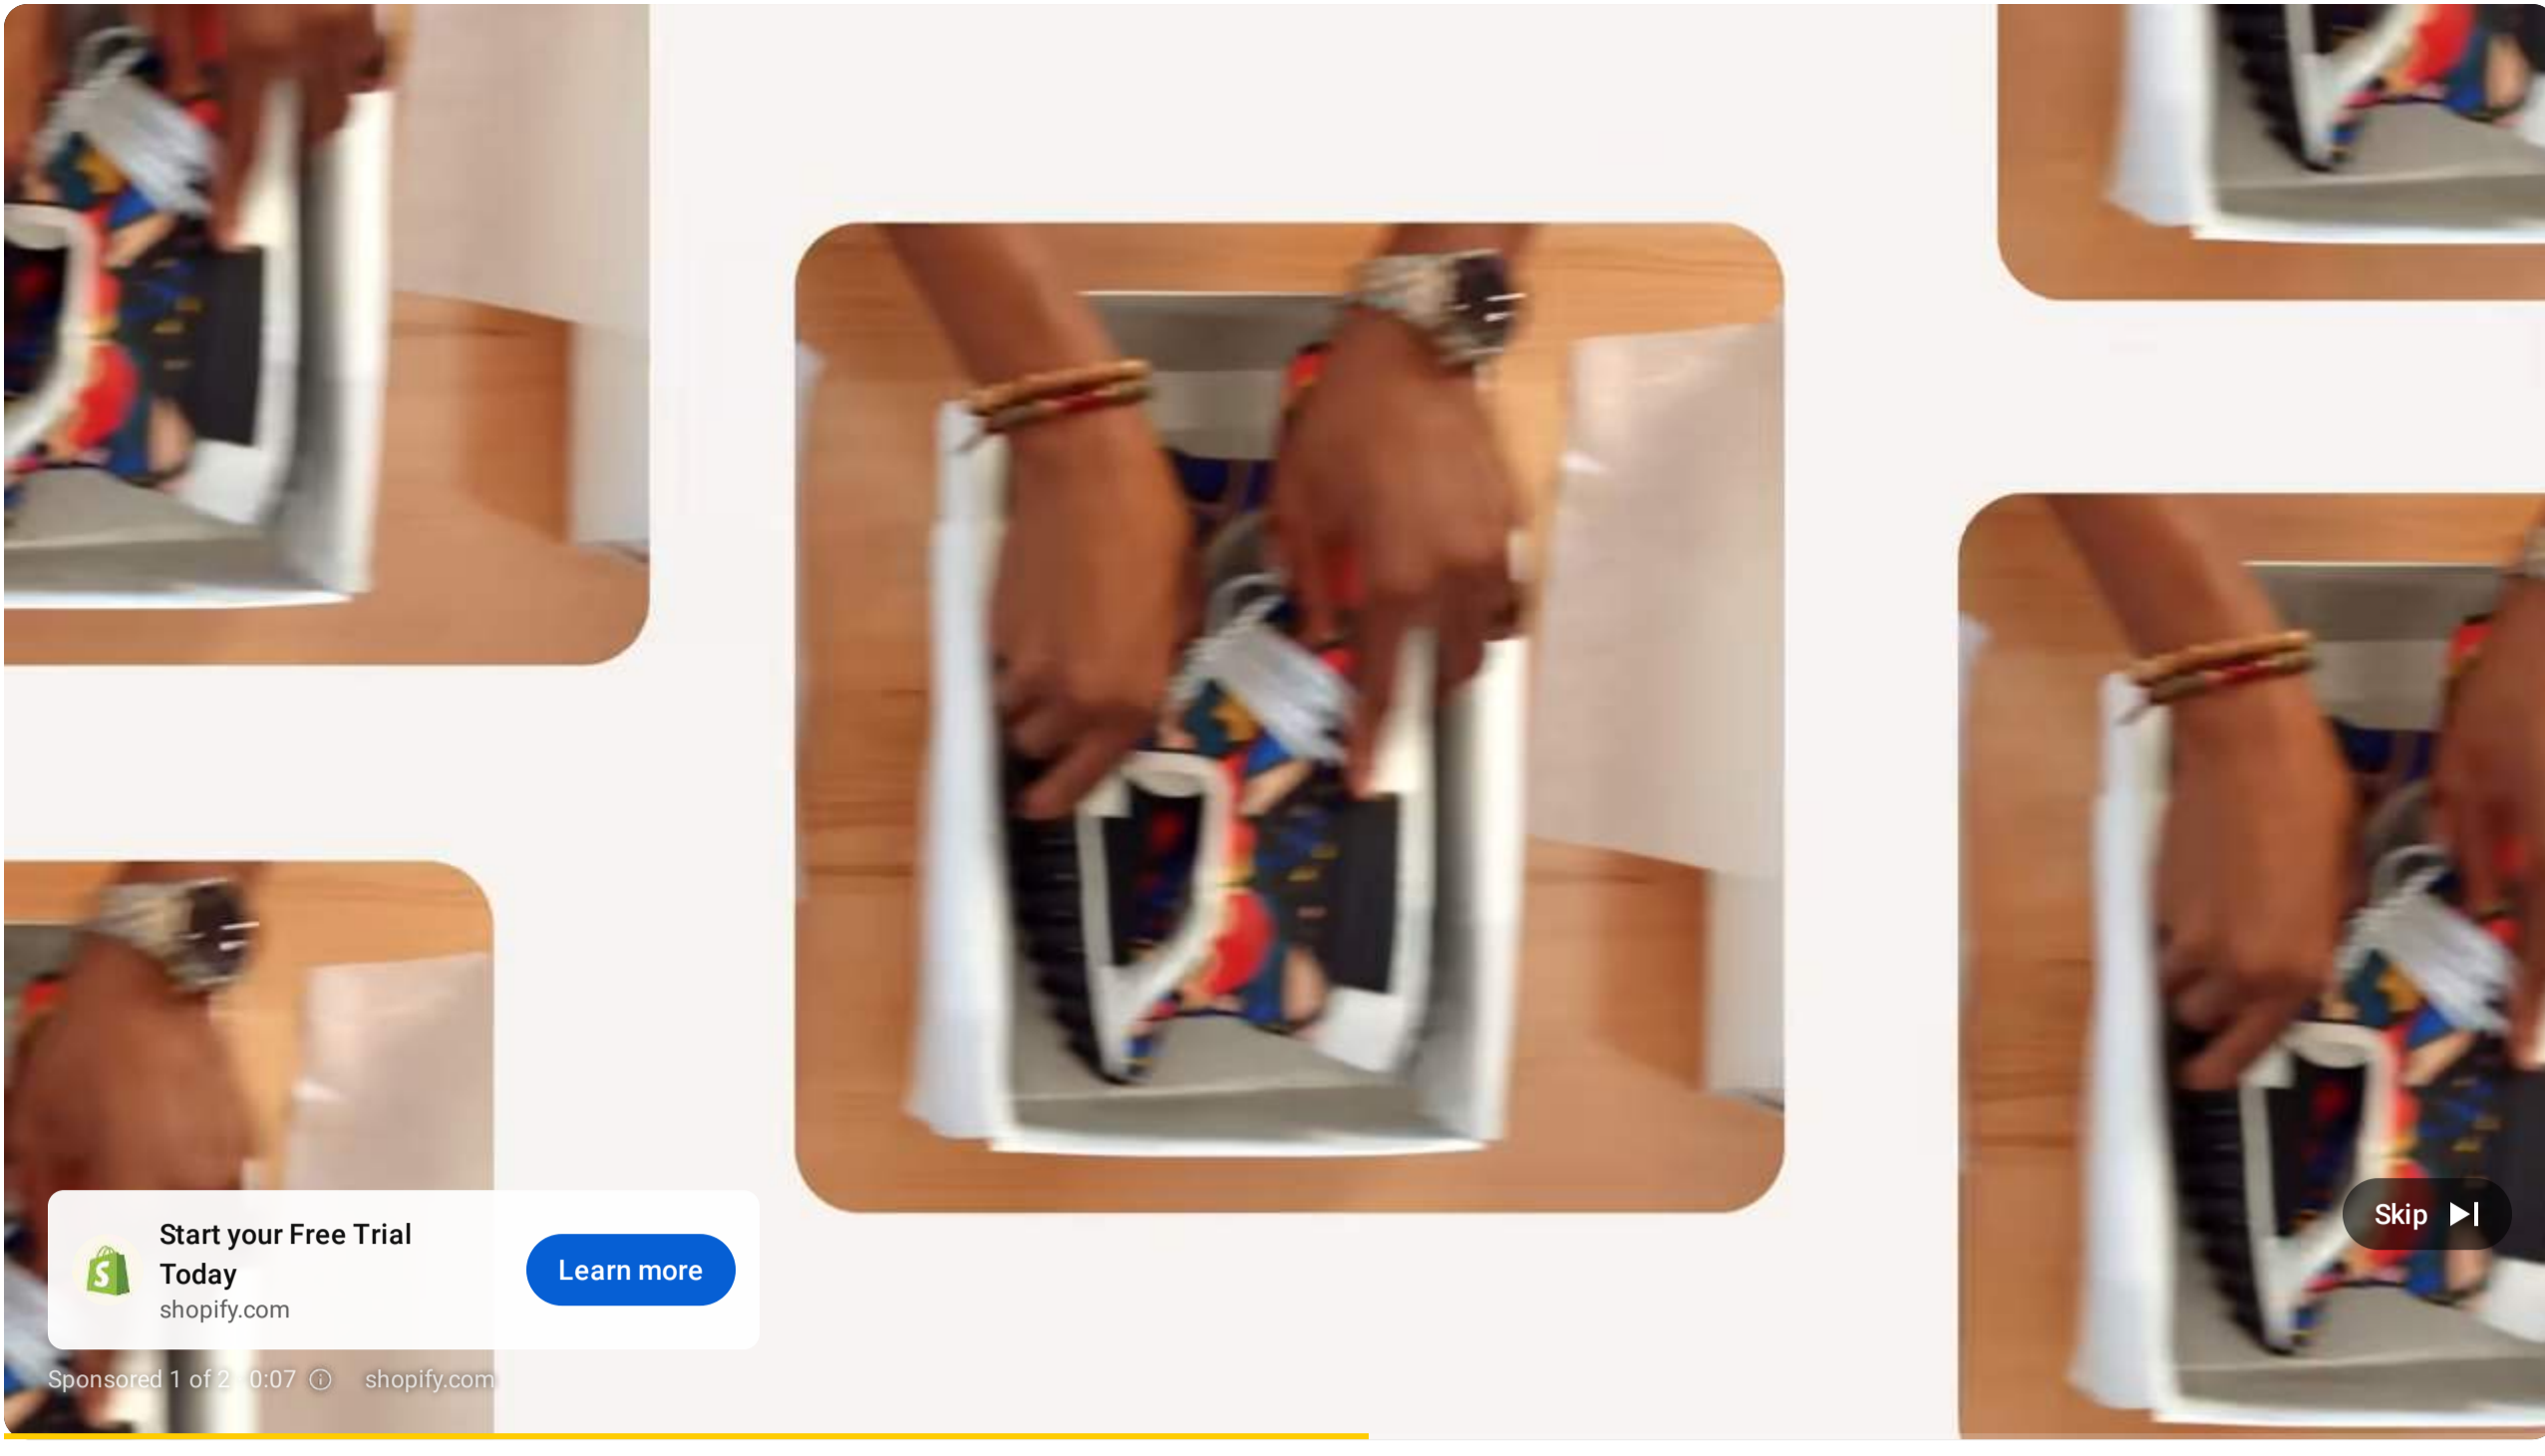 Start your Free Trial
Today
shopify.com
Learn more
Skip
Sponsored 1 of 2 0:07
shopify.com